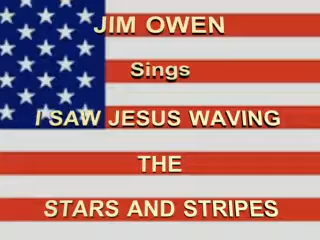 JIM OWEN
Sings
I SAW JESUS WAVING
THE
STARS AND STRIPES